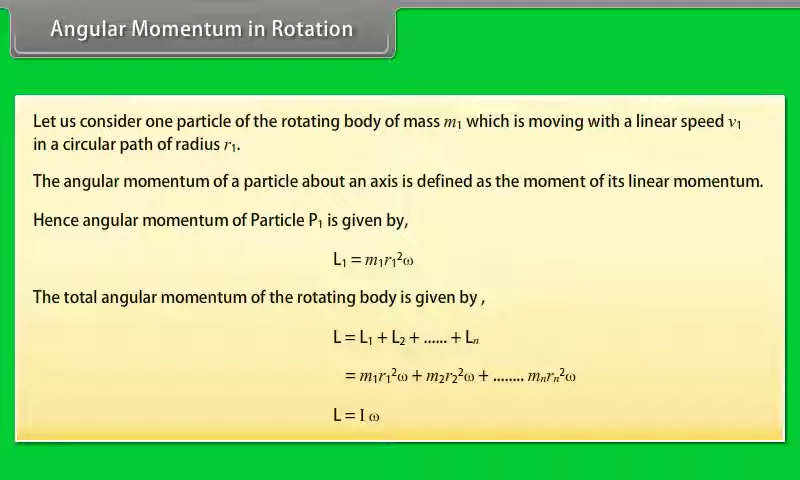 Angular Momentum in Rotation
Let us consider one particle of the rotating body of mass m₁ which is moving with a linear speed v₁
in a circular path of radius r₁.
The angular momentum of a particle about an axis is defined as the moment of its linear momentum.
Hence angular momentum of Particle P₁ is given by,
L₁ = m₁r₁²ω
The total angular momentum of the rotating body is given by ,
L = L₁ + L₂ + ...... + Lₙ
= m₁r₁²ω + m₂r₂²ω + ........ mₙrₙ²ω
L = I ω